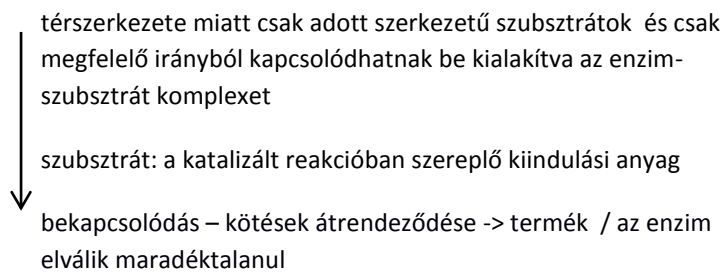 térszerkezete miatt csak adott szerkezetű szubsztrátok és csak
megfelelő irányból kapcsolódhatnak be kialakítva az enzim-
szubsztrát komplexet
szubsztrát: a katalizált reakcióban szereplő kiindulási anyag
bekapcsolódás – kötések átrendeződése -> termék / az enzim
elválik maradéktalanul